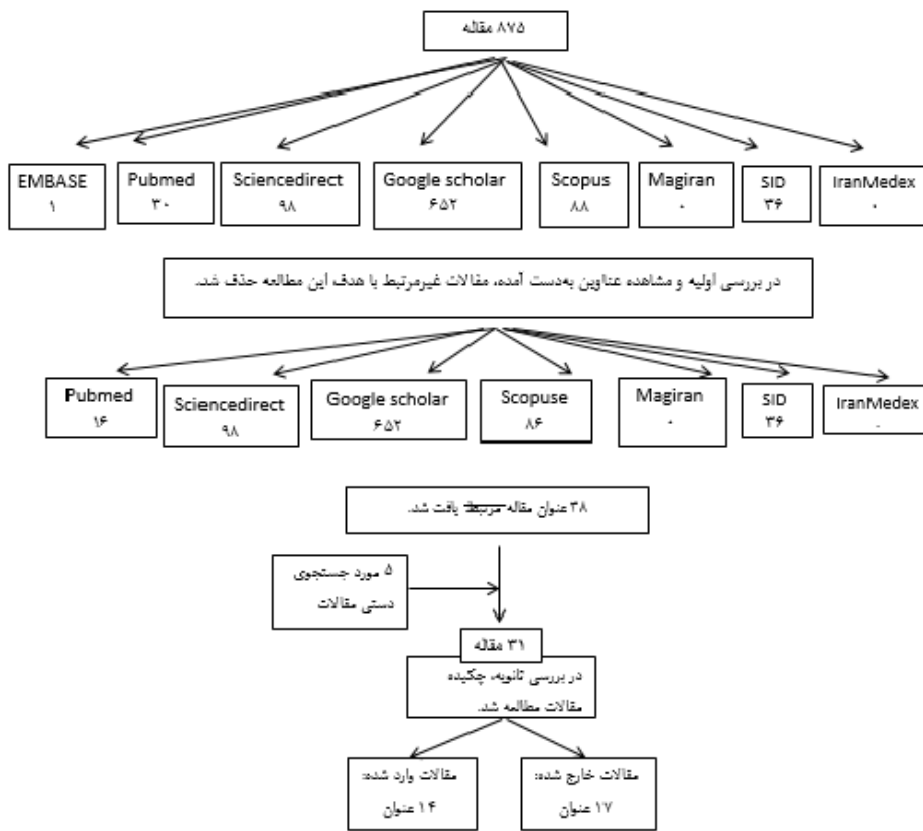 ۸۷۵ مقاله
EMBASE
۱
Pubmed
۳۰
Sciencedirect
۹۸
Google scholar
۶۵۲
Scopus
۸۸
Magiran
۰
SID
۳۶
IranMedex
۰
در بررسی اولیه و مشاهده عناوین به‌دست آمده، مقالات غیرمرتبط با هدف این مطالعه حذف شد.
Pubmed
۱۶
Sciencedirect
۹۸
Google scholar
۶۵۲
Scopuse
۸۶
Magiran
۰
SID
۳۶
IranMedex
۰
۳۸ عنوان مقاله مرتبط یافت شد.
۵ مورد جستجوی
دستی مقالات
۳۱ مقاله
در بررسی ثانویه، چکیده
مقالات مطالعه شد.
مقالات وارد شده:
۱۴ عنوان
مقالات خارج شده:
۱۷ عنوان